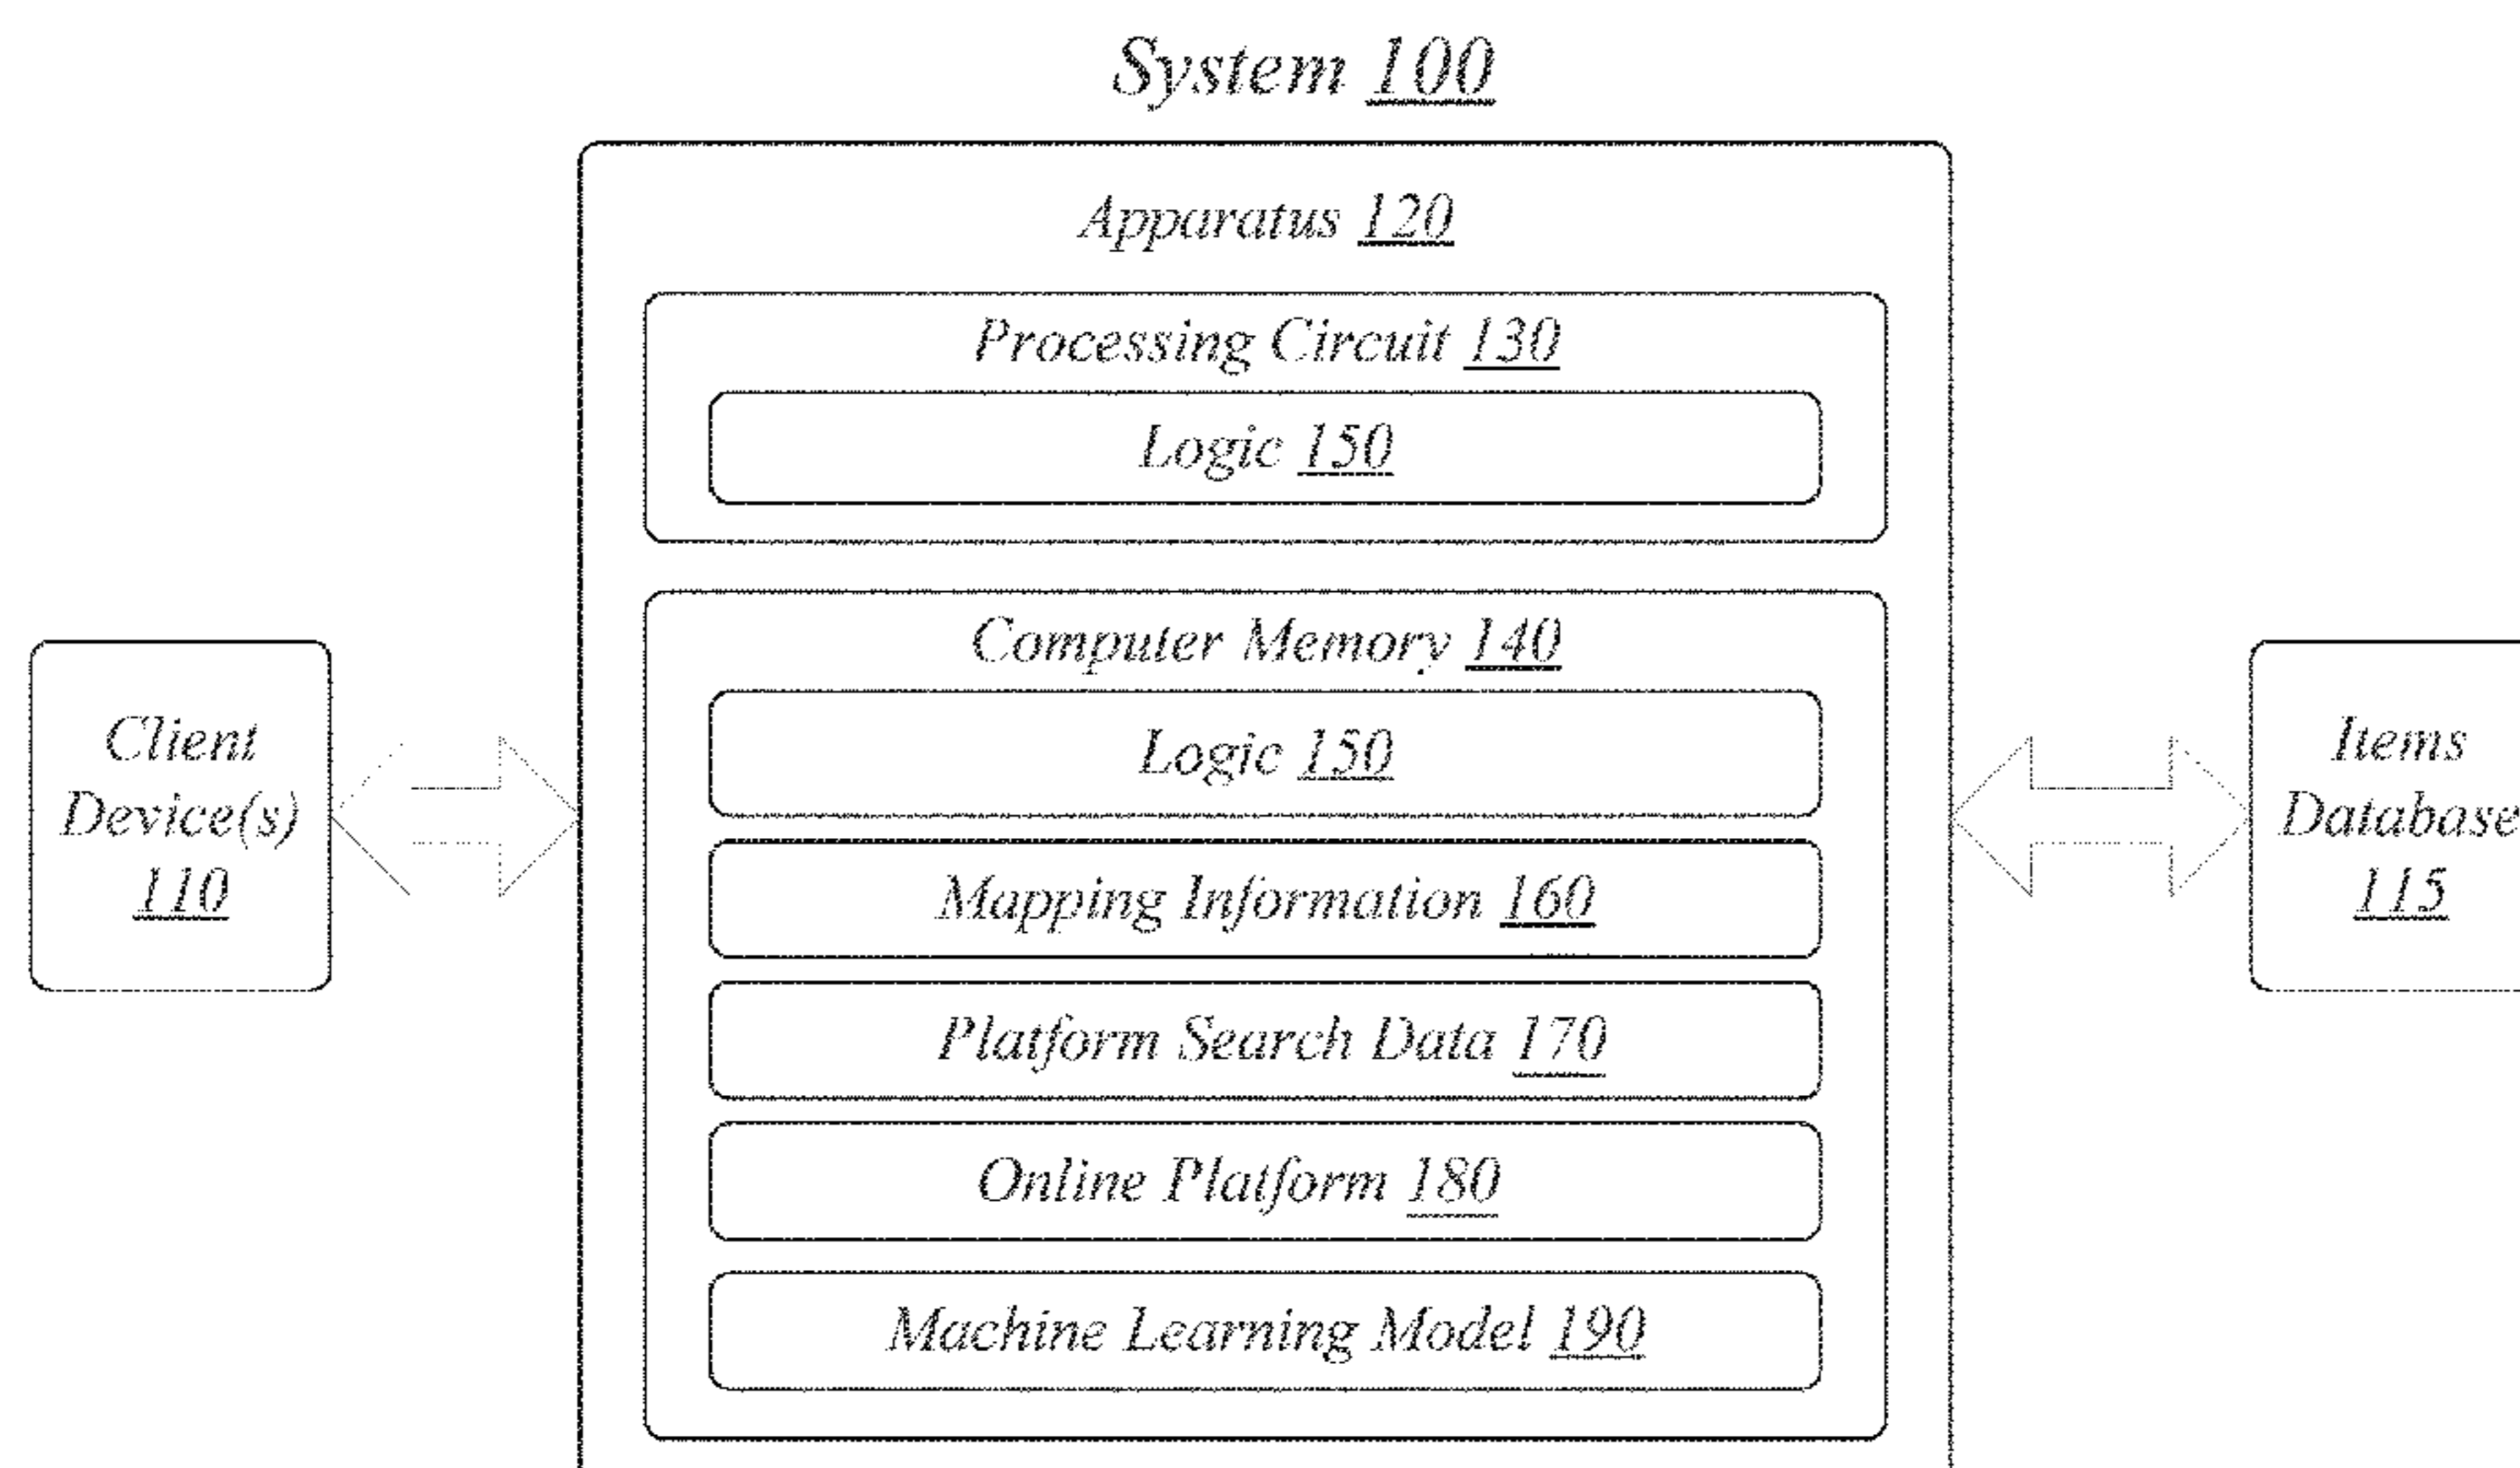 System 100
Apparatus 120
Processing Circuit 130
Logic 150
Computer Memory 140
Logic 150
Mapping Information 160
Platform Search Data 170
Online Platform 180
Machine Learning Model 190
Client
Device(s)
110
Items
Database
115